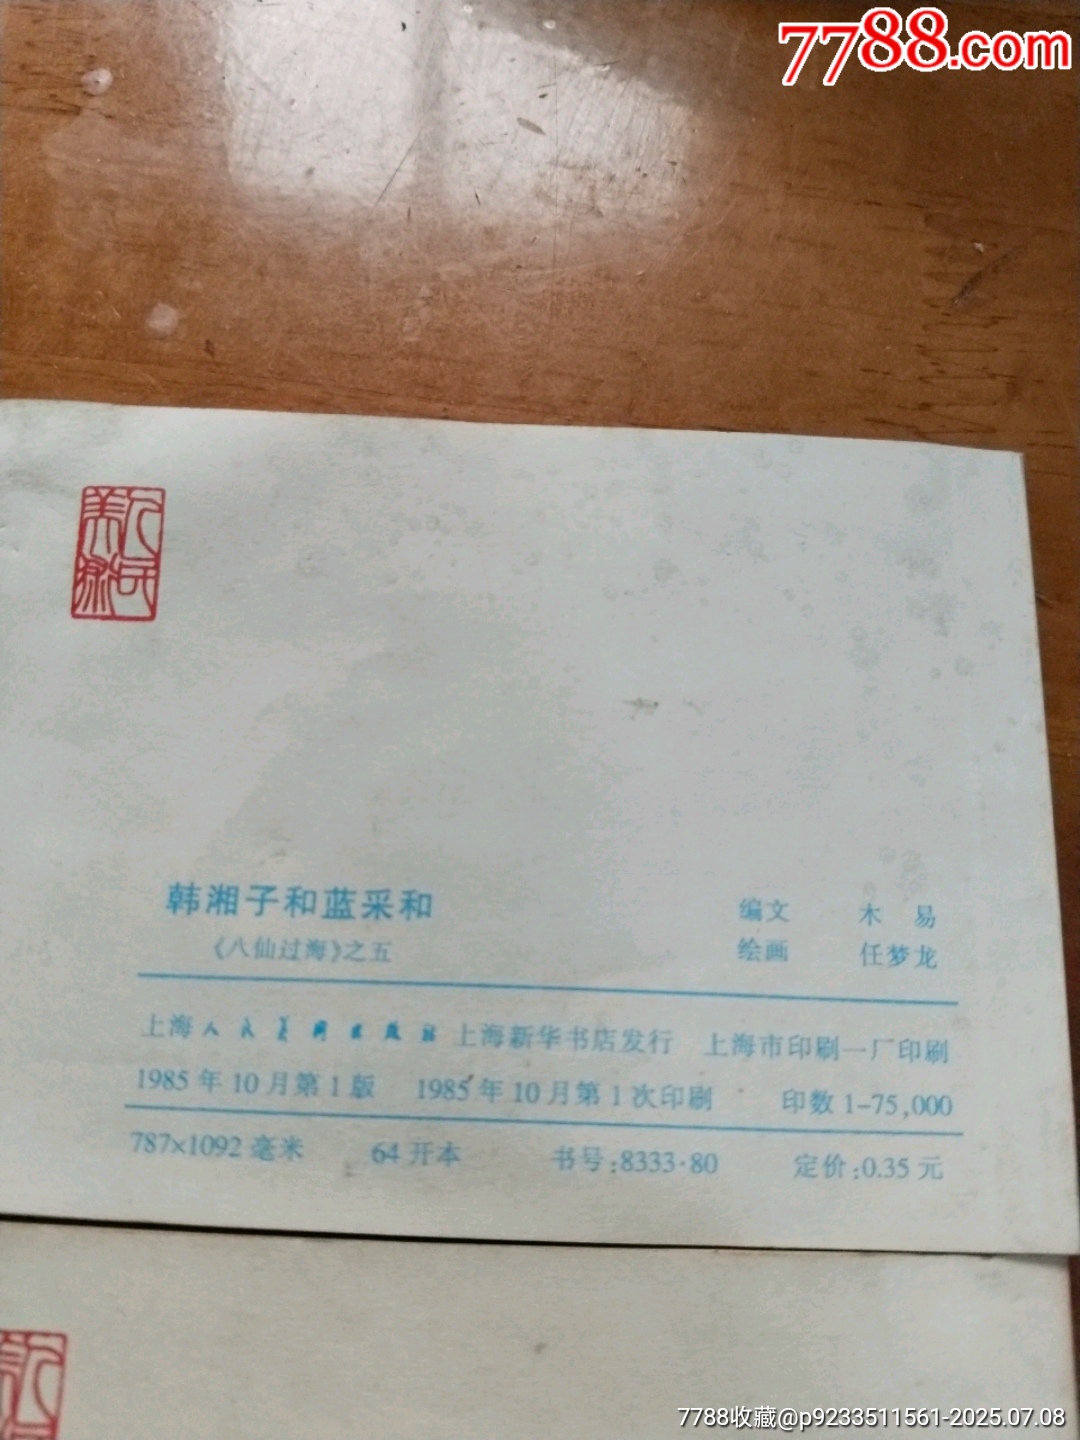 7788.com
韩湘子和蓝采和
《八仙过海》之五
编文 木易
绘画 任梦龙
上海人民美术出版社 上海新华书店发行 上海市印刷一厂印刷
1985年10月第1版 1985年10月第1次印刷 印数1-75,000
787×1092毫米 64开本 书号:8333·80 定价:0.35元
7788收藏@p9233511561-2025.07.08